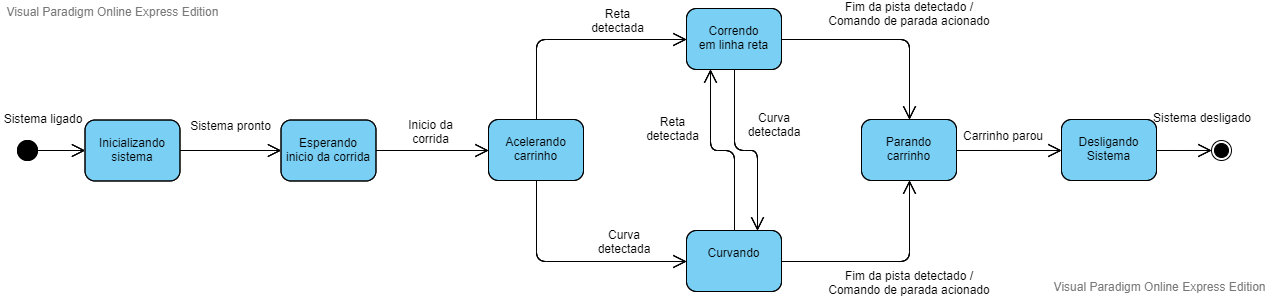 Visual Paradigm Online Express Edition
Sistema ligado
Inicializando
sistema
Sistema pronto
Esperando
inicio da corrida
Inicio da
corrida
Acelerando
carrinho
Reta
detectada
Curva
detectada
Correndo
em linha reta
Reta
detectada
Curva
detectada
Curvando
Fim da pista detectado /
Comando de parada acionado
Fim da pista detectado /
Comando de parada acionado
Parando
carrinho
Carrinho parou
Desligando
Sistema
Sistema desligado
Visual Paradigm Online Express Edition